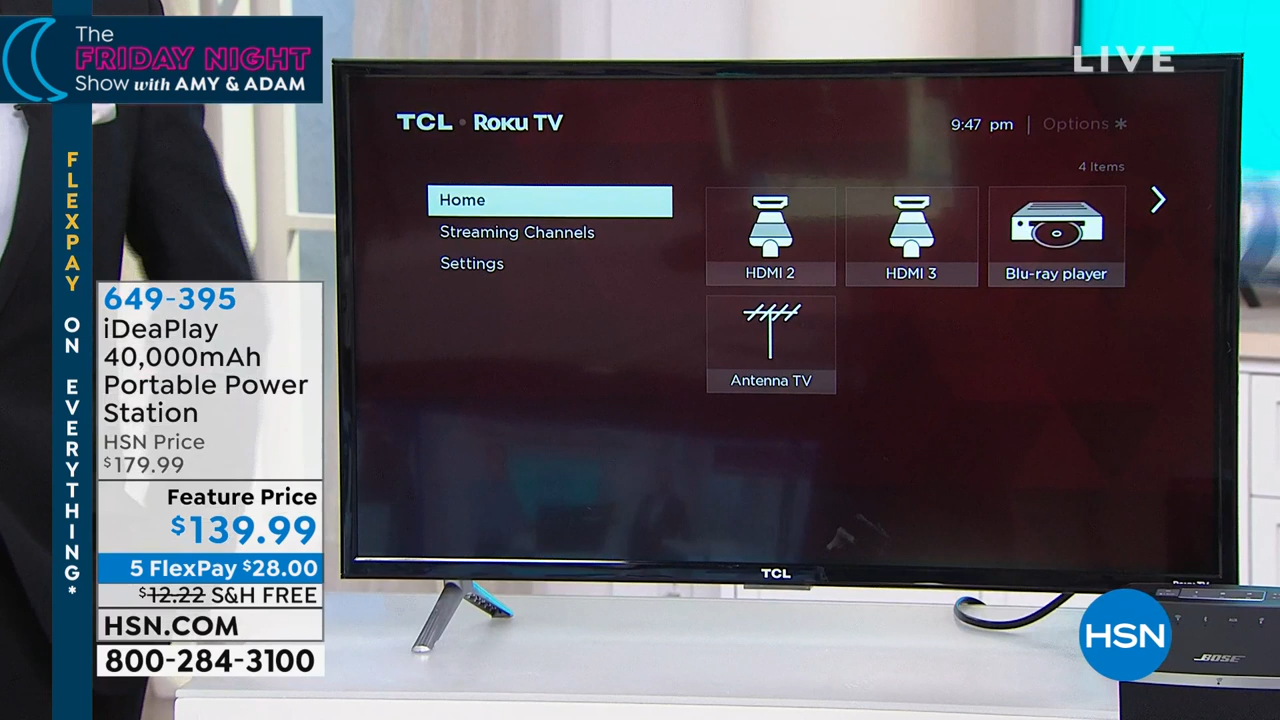 The
FRIDAY NIGHT
Show with AMY & ADAM
FLEXPAY ON EVERYTHING*
649-395
iDeaPlay
40,000mAh
Portable Power
Station
HSN Price
$179.99
Feature Price
$139.99
5 FlexPay $28.00
$12.22 S&H FREE
HSN.COM
800-284-3100
LIVE
TCL • Roku TV
9:47 pm | Options *
4 Items
Home
Streaming Channels
Settings
HDMI 2
HDMI 3
Blu-ray player
Antenna TV
TCL
Roku TV
HSN
BOSE